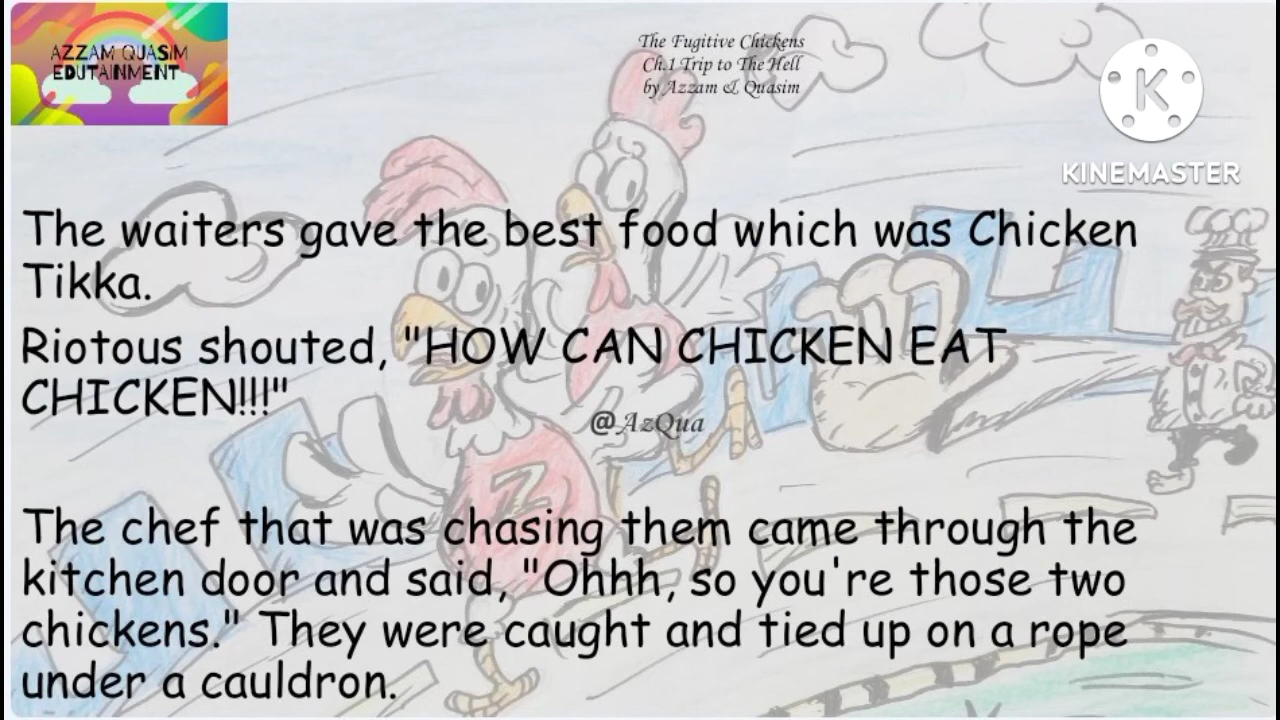 AZZAM QUASIM
EDUTAINMENT
The Fugitive Chickens
Ch.1 Trip to The Hell
by Azzam & Quasim
K
KINEMASTER
The waiters gave the best food which was Chicken
Tikka.
Riotous shouted, "HOW CAN CHICKEN EAT
CHICKEN!!!"
@AzQua
Z
The chef that was chasing them came through the
kitchen door and said, "Ohhh, so you're those two
chickens." They were caught and tied up on a rope
under a cauldron.